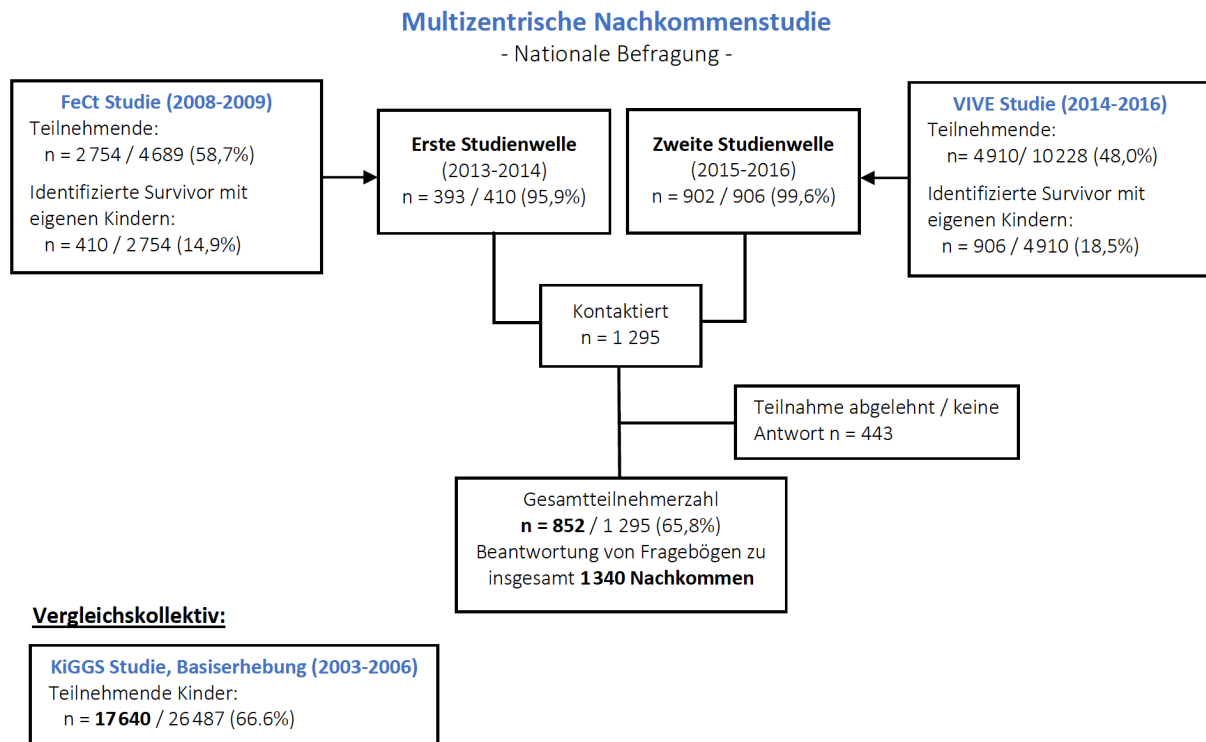 Multizentrische Nachkommenstudie
- Nationale Befragung -
FeCt Studie (2008-2009)
Teilnehmende:
n = 2 754 / 4 689 (58,7%)
Identifizierte Survivor mit
eigenen Kindern:
n = 410 / 2 754 (14,9%)
Erste Studienwelle
(2013-2014)
n = 393 / 410 (95,9%)
Zweite Studienwelle
(2015-2016)
n = 902 / 906 (99,6%)
VIVE Studie (2014-2016)
Teilnehmende:
n= 4 910/ 10 228 (48,0%)
Identifizierte Survivor mit
eigenen Kindern:
n = 906 / 4 910 (18,5%)
Kontaktiert
n = 1 295
Teilnahme abgelehnt / keine
Antwort n = 443
Gesamtteilnehmerzahl
n = 852 / 1 295 (65,8%)
Beantwortung von Fragebögen zu
insgesamt 1 340 Nachkommen
Vergleichskollektiv:
KiGGS Studie, Basiserhebung (2003-2006)
Teilnehmende Kinder:
n = 17 640 / 26 487 (66.6%)